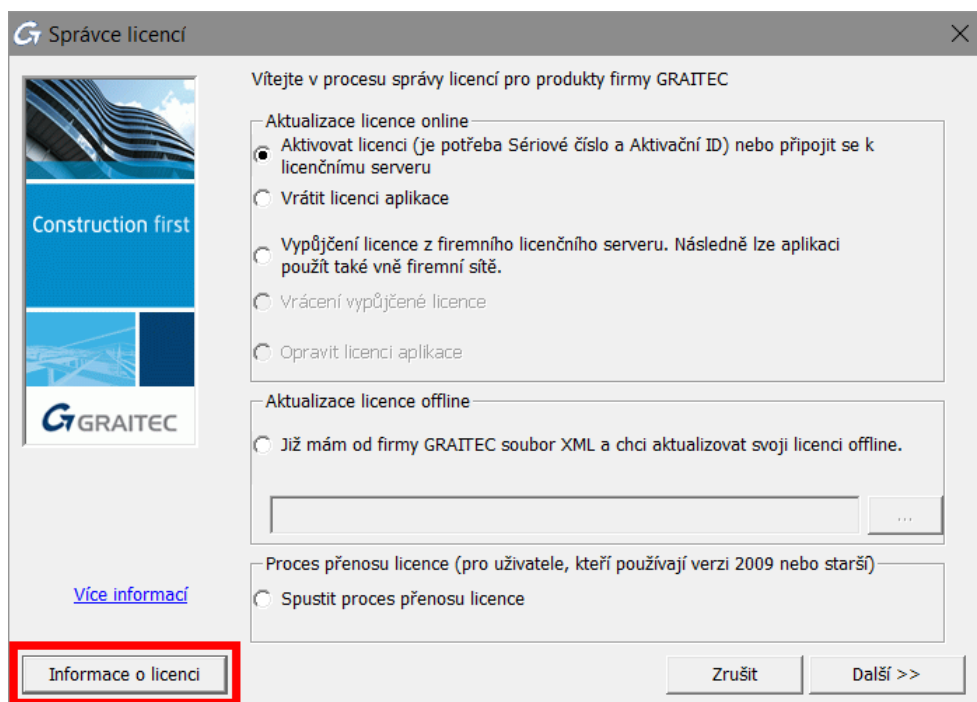 Správce licencí
Vítejte v procesu správy licencí pro produkty firmy GRAITEC
Aktualizace licence online
Aktivovat licenci (je potřeba Sériové číslo a Aktivační ID) nebo připojit se k
licenčnímu serveru
Vrátit licenci aplikace
Construction first
Vypůjčení licence z firemního licenčního serveru. Následně lze aplikaci
použít také vně firemní sítě.
Vrácení vypůjčené licence
Opravit licenci aplikace
GRAITEC
Aktualizace licence offline
Již mám od firmy GRAITEC soubor XML a chci aktualizovat svoji licenci offline.
...
Proces přenosu licence (pro uživatele, kteří používají verzi 2009 nebo starší)
Spustit proces přenosu licence
Více informací
Informace o licenci
Zrušit
Další >>